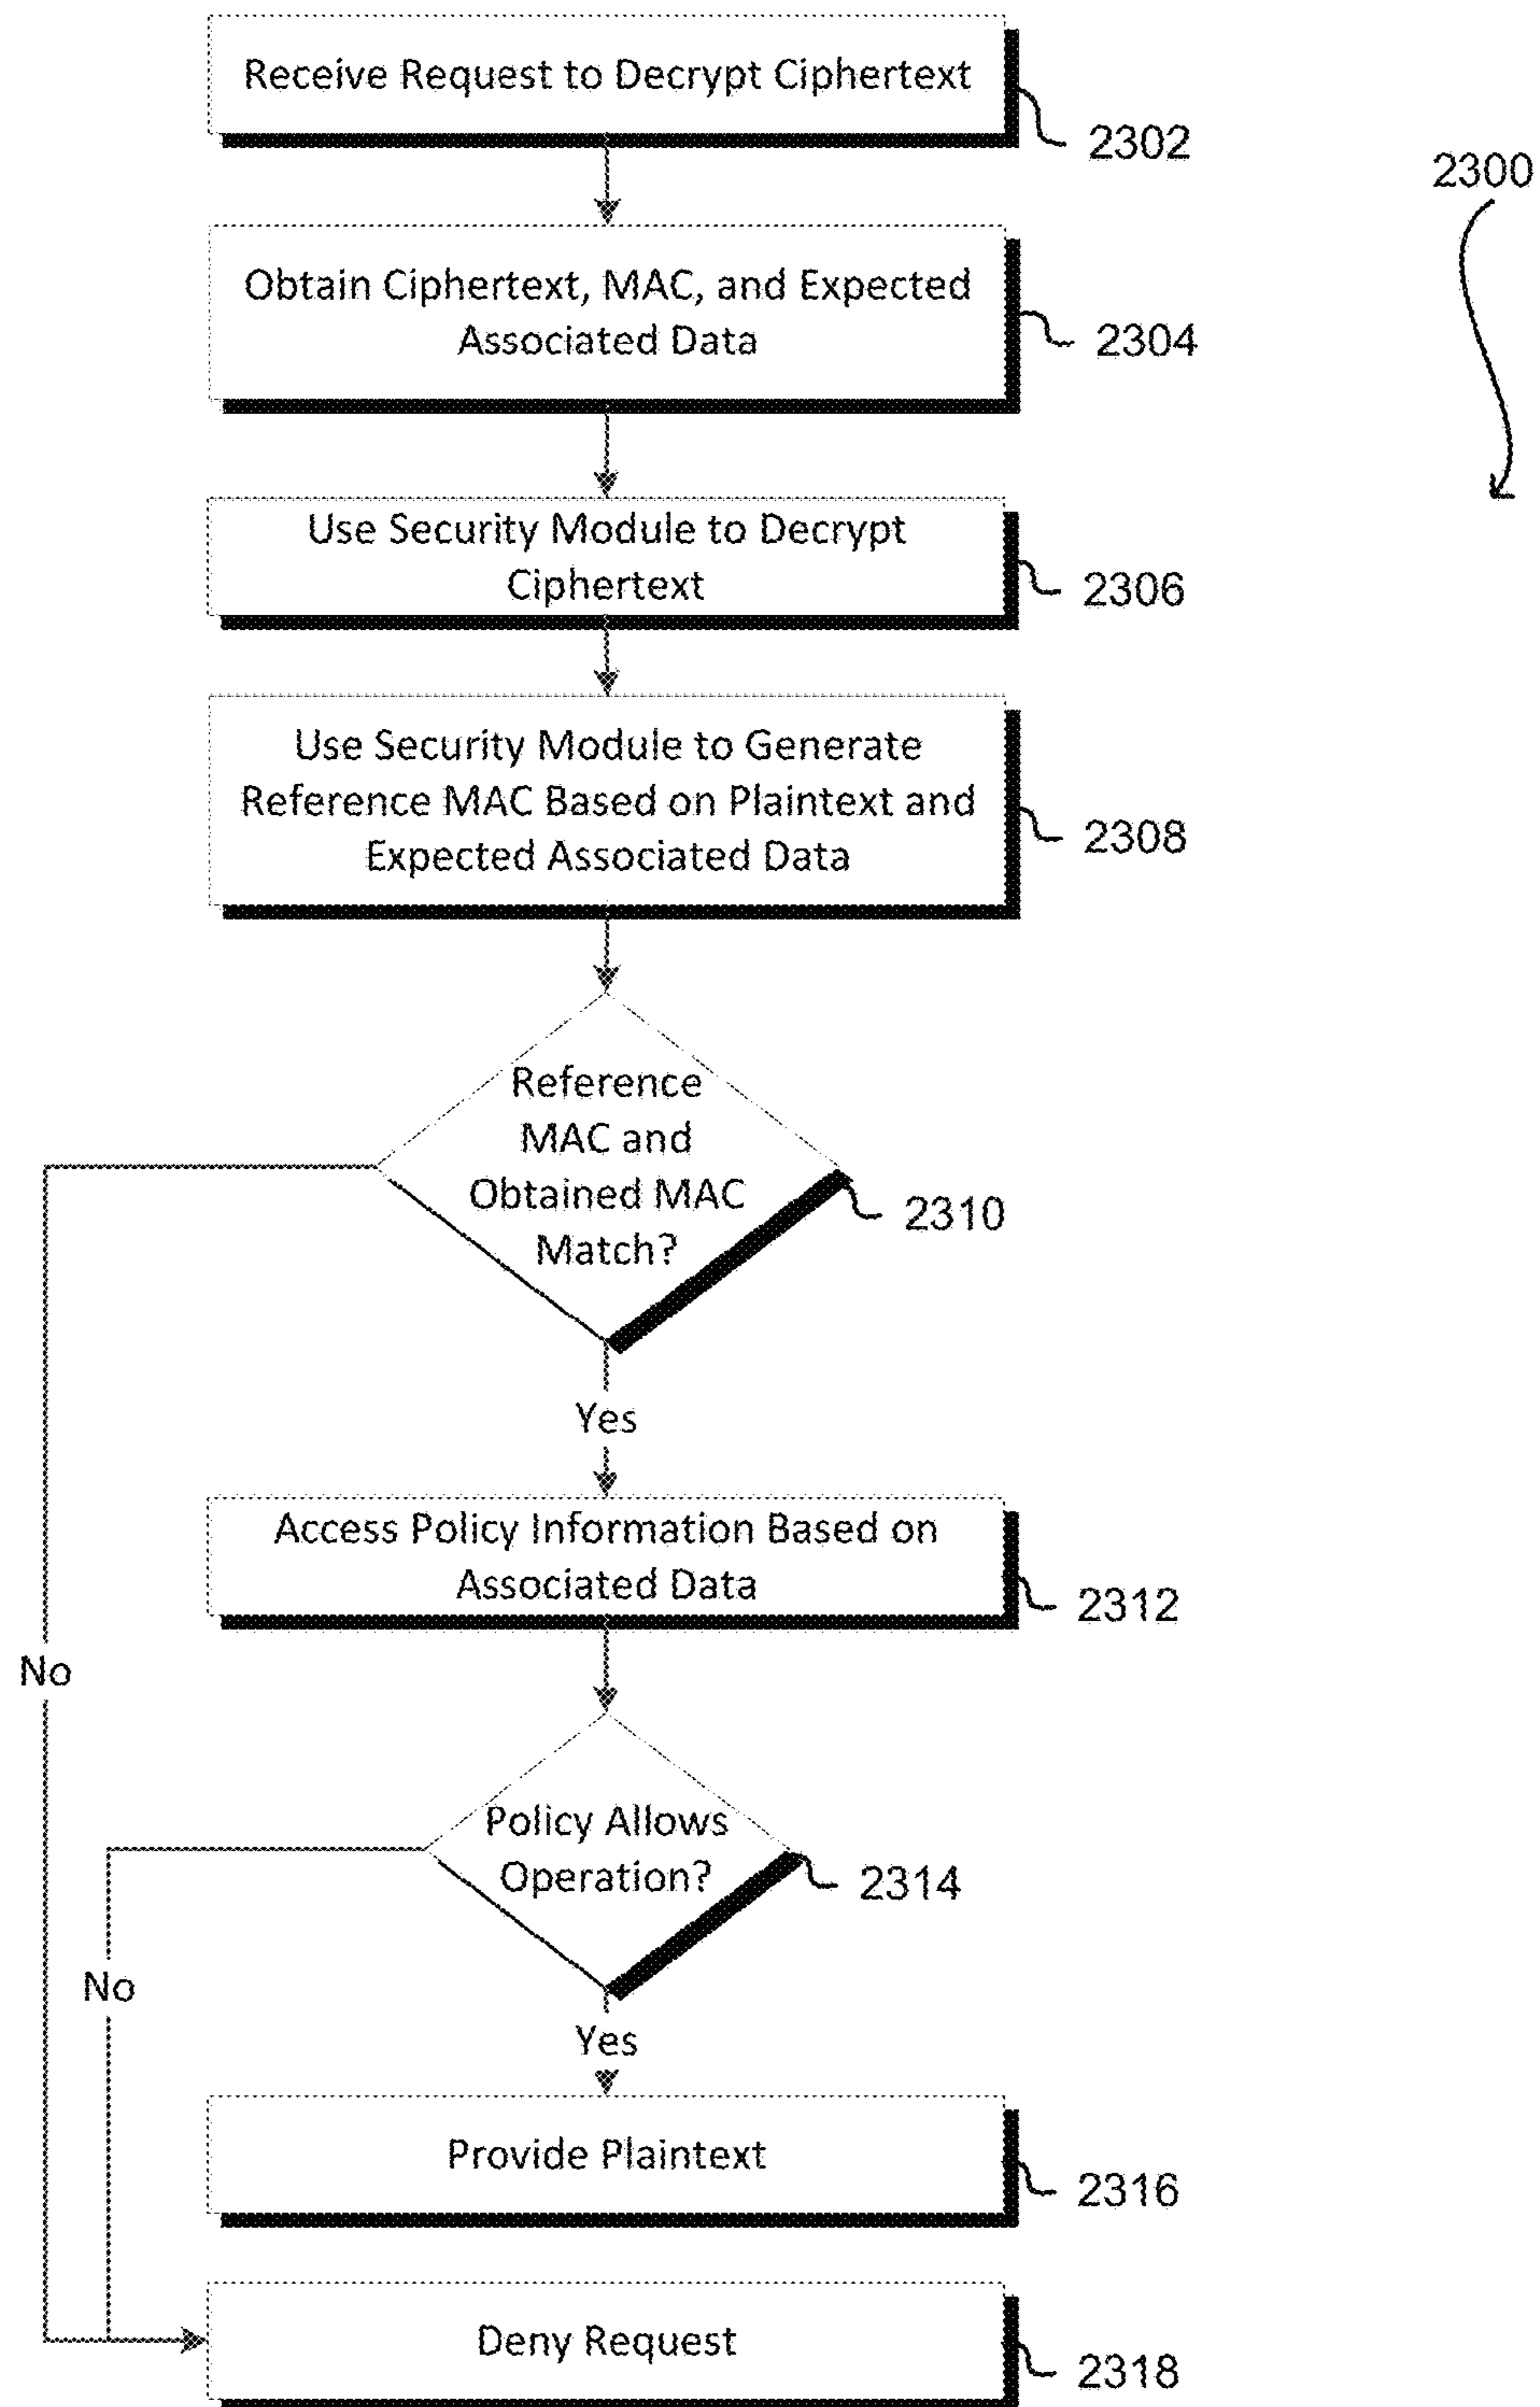 Receive Request to Decrypt Ciphertext
2302
2300
Obtain Ciphertext, MAC, and Expected
Associated Data
2304
Use Security Module to Decrypt
Ciphertext
2306
Use Security Module to Generate
Reference MAC Based on Plaintext and
Expected Associated Data
2308
Reference
MAC and
Obtained MAC
Match?
2310
Yes
Access Policy Information Based on
Associated Data
2312
No
Policy Allows
Operation?
2314
No
Yes
Provide Plaintext
2316
Deny Request
2318